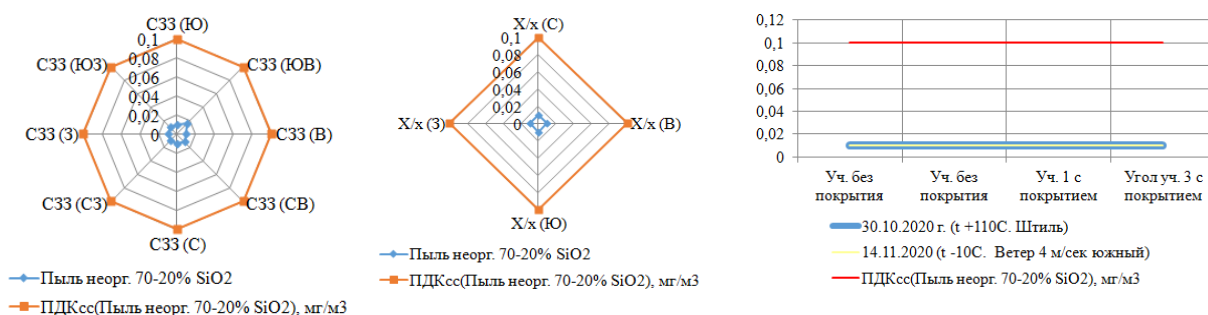 СЗЗ (Ю)
0,1
0,08
0,06
0,04
0,02
0
СЗЗ (ЮВ)
СЗЗ (В)
СЗЗ (СВ)
СЗЗ (С)
СЗЗ (СЗ)
СЗЗ (З)
СЗЗ (ЮЗ)
Пыль неорг. 70-20% SiO2
ПДКсс(Пыль неорг. 70-20% SiO2), мг/м3
Х/х (С)
0,1
0,08
0,06
0,04
0,02
0
Х/х (В)
Х/х (Ю)
Х/х (З)
Пыль неорг. 70-20% SiO2
ПДКсс(Пыль неорг. 70-20% SiO2), мг/м3
0,12
0,1
0,08
0,06
0,04
0,02
0
Уч. без
покрытия
Уч. без
покрытия
Уч. 1 с
покрытием
Угол уч. 3 с
покрытием
30.10.2020 г. (t +110С. Штиль)
14.11.2020 (t -10С. Ветер 4 м/сек южный)
ПДКсс(Пыль неорг. 70-20% SiO2), мг/м3